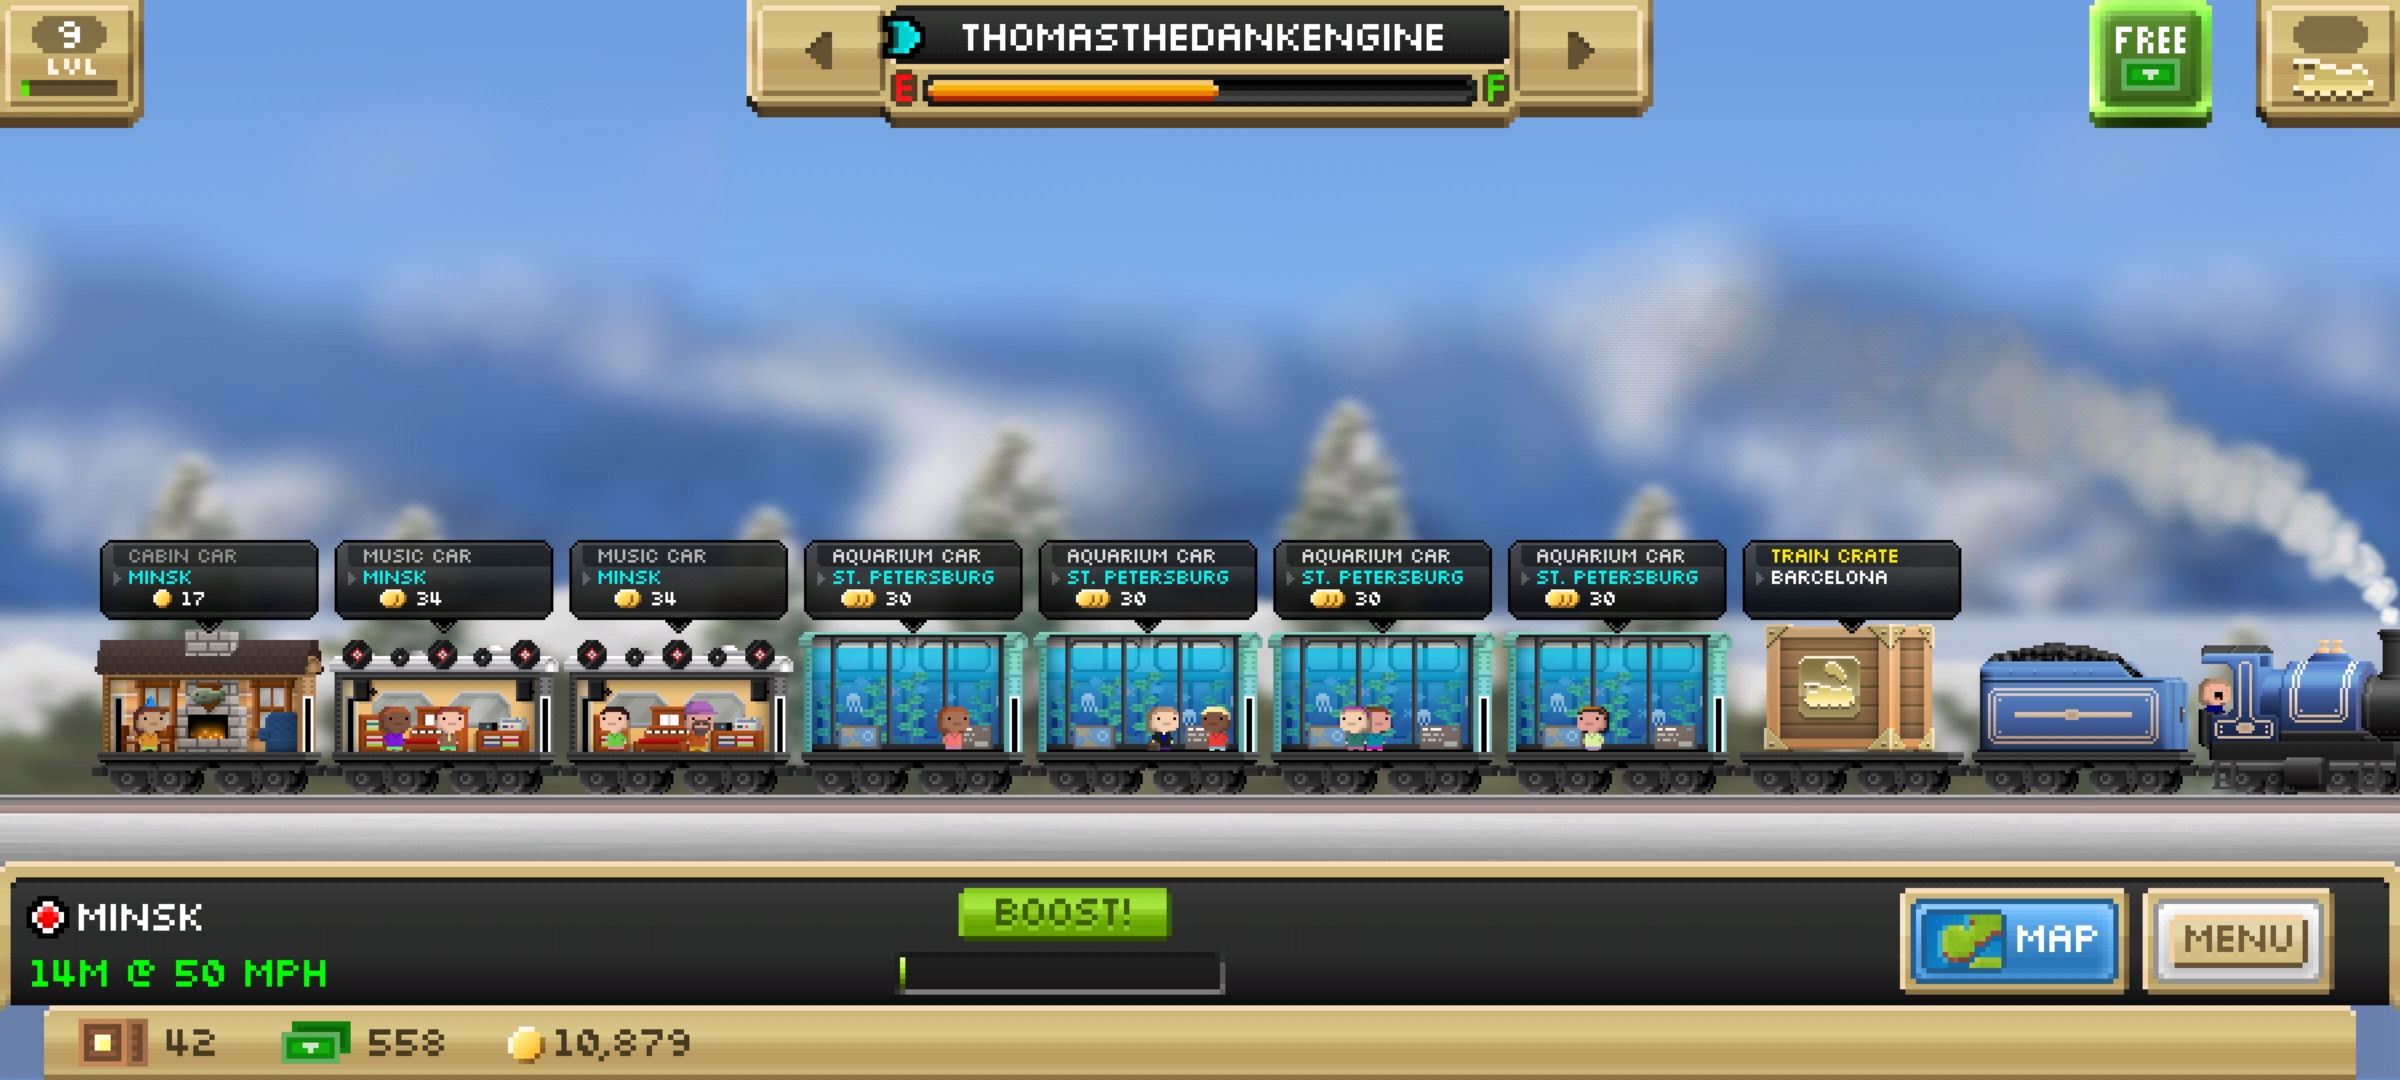 9
LVL
THOMASTHEDANKENGINE
E F
FREE
CABIN CAR
MINSK
17
MUSIC CAR
MINSK
34
MUSIC CAR
MINSK
34
AQUARIUM CAR
ST. PETERSBURG
30
AQUARIUM CAR
ST. PETERSBURG
30
AQUARIUM CAR
ST. PETERSBURG
30
AQUARIUM CAR
ST. PETERSBURG
30
TRAIN CRATE
BARCELONA
MINSK
14M @ 50 MPH
BOOST!
MAP
MENU
42 558 10,879